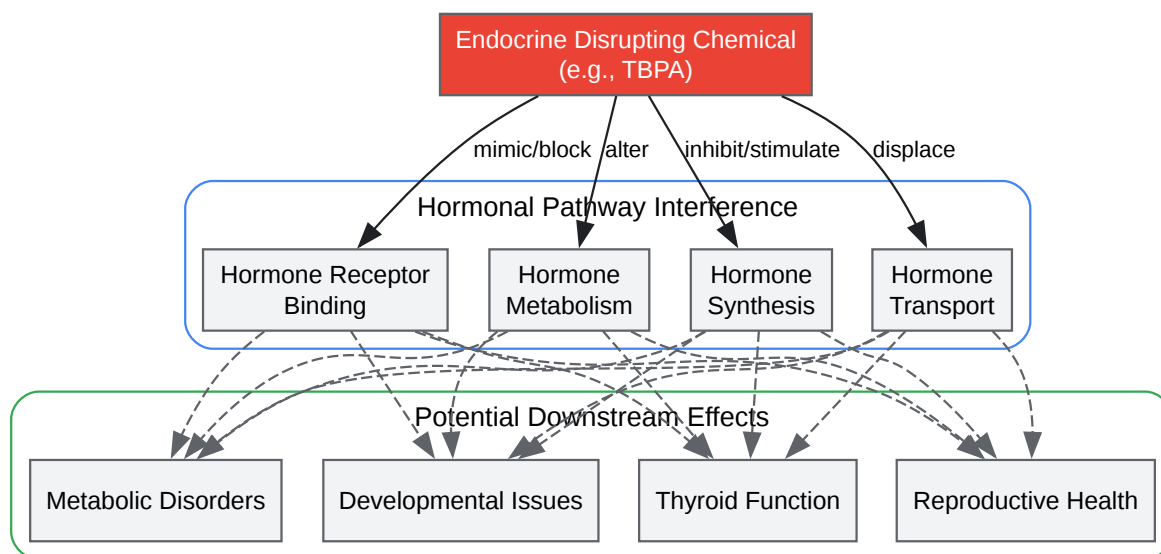 Endocrine Disrupting Chemical
(e.g., TBPA)
mimic/block
alter
inhibit/stimulate
displace
Hormonal Pathway Interference
Hormone Receptor
Binding
Hormone
Metabolism
Hormone
Synthesis
Hormone
Transport
Potential Downstream Effects
Metabolic Disorders
Developmental Issues
Thyroid Function
Reproductive Health